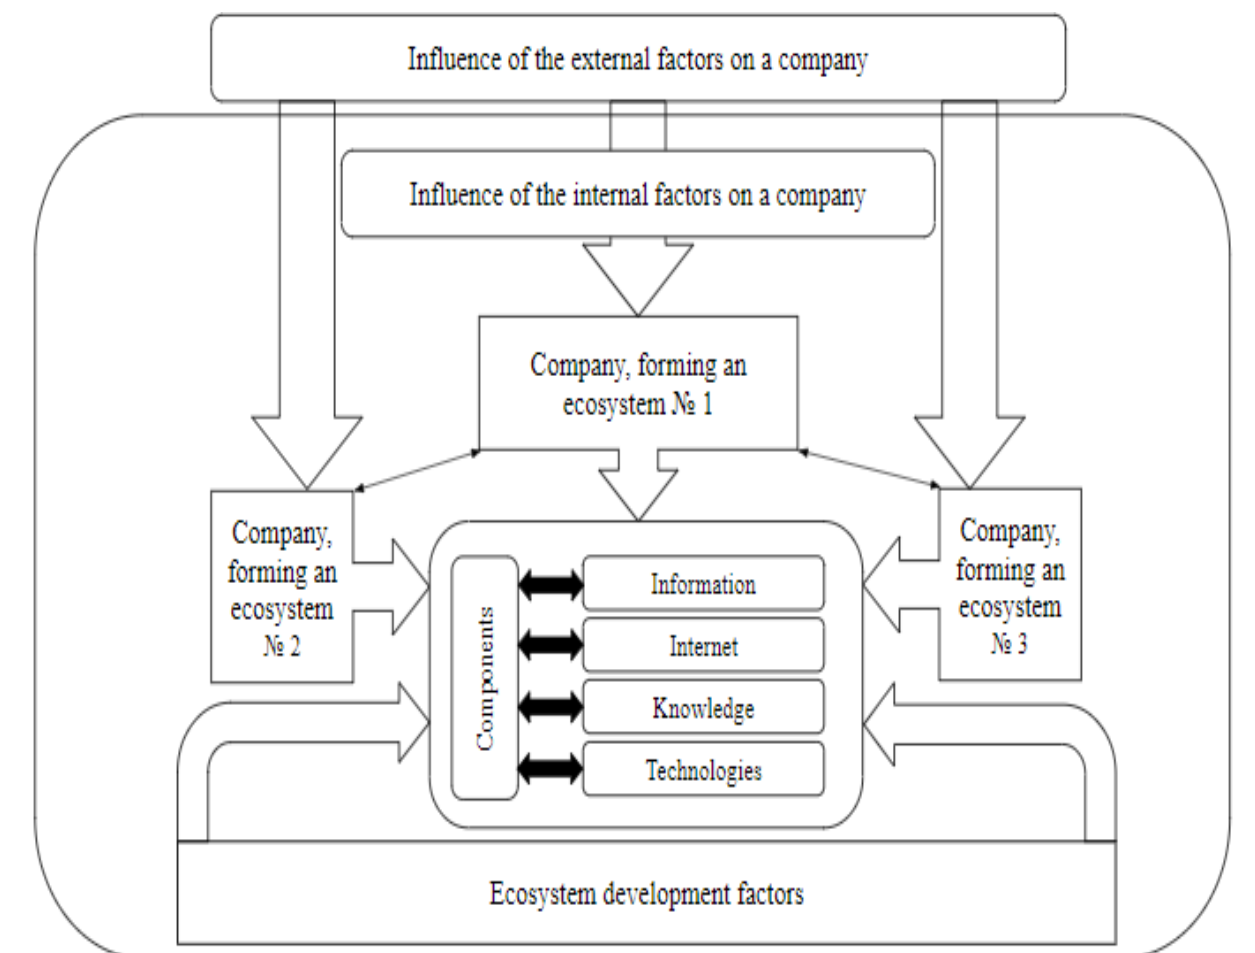 Influence of the external factors on a company
Influence of the internal factors on a company
Company, forming an
ecosystem № 1
Company,
forming an
ecosystem
№ 2
Company,
forming an
ecosystem
№ 3
Components
Information
Internet
Knowledge
Technologies
Ecosystem development factors